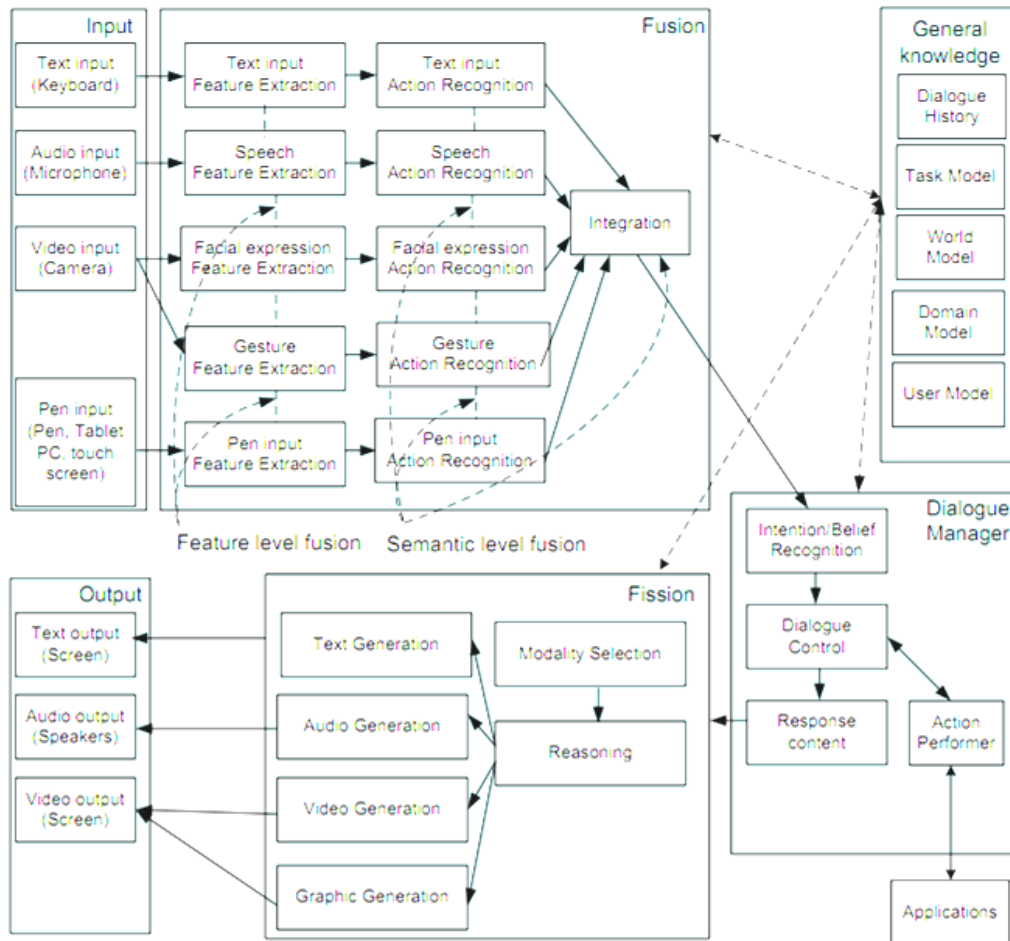 Input
Text input
(Keyboard)
Audio input
(Microphone)
Video input
(Camera)
Pen input
(Pen, Tablet
PC, touch
screen)
Fusion
Text input
Feature Extraction
Text input
Action Recognition
Speech
Feature Extraction
Speech
Action Recognition
Facial expression
Feature Extraction
Facial expression
Action Recognition
Gesture
Feature Extraction
Gesture
Action Recognition
Pen input
Feature Extraction
Pen input
Action Recognition
Integration
Feature level fusion
Semantic level fusion
General
knowledge
Dialogue
History
Task Model
World
Model
Domain
Model
User Model
Dialogue
Manager
Intention/Belief
Recognition
Dialogue
Control
Response
content
Action
Performer
Applications
Output
Text output
(Screen)
Audio output
(Speakers)
Video output
(Screen)
Fission
Text Generation
Modality Selection
Audio Generation
Reasoning
Video Generation
Graphic Generation